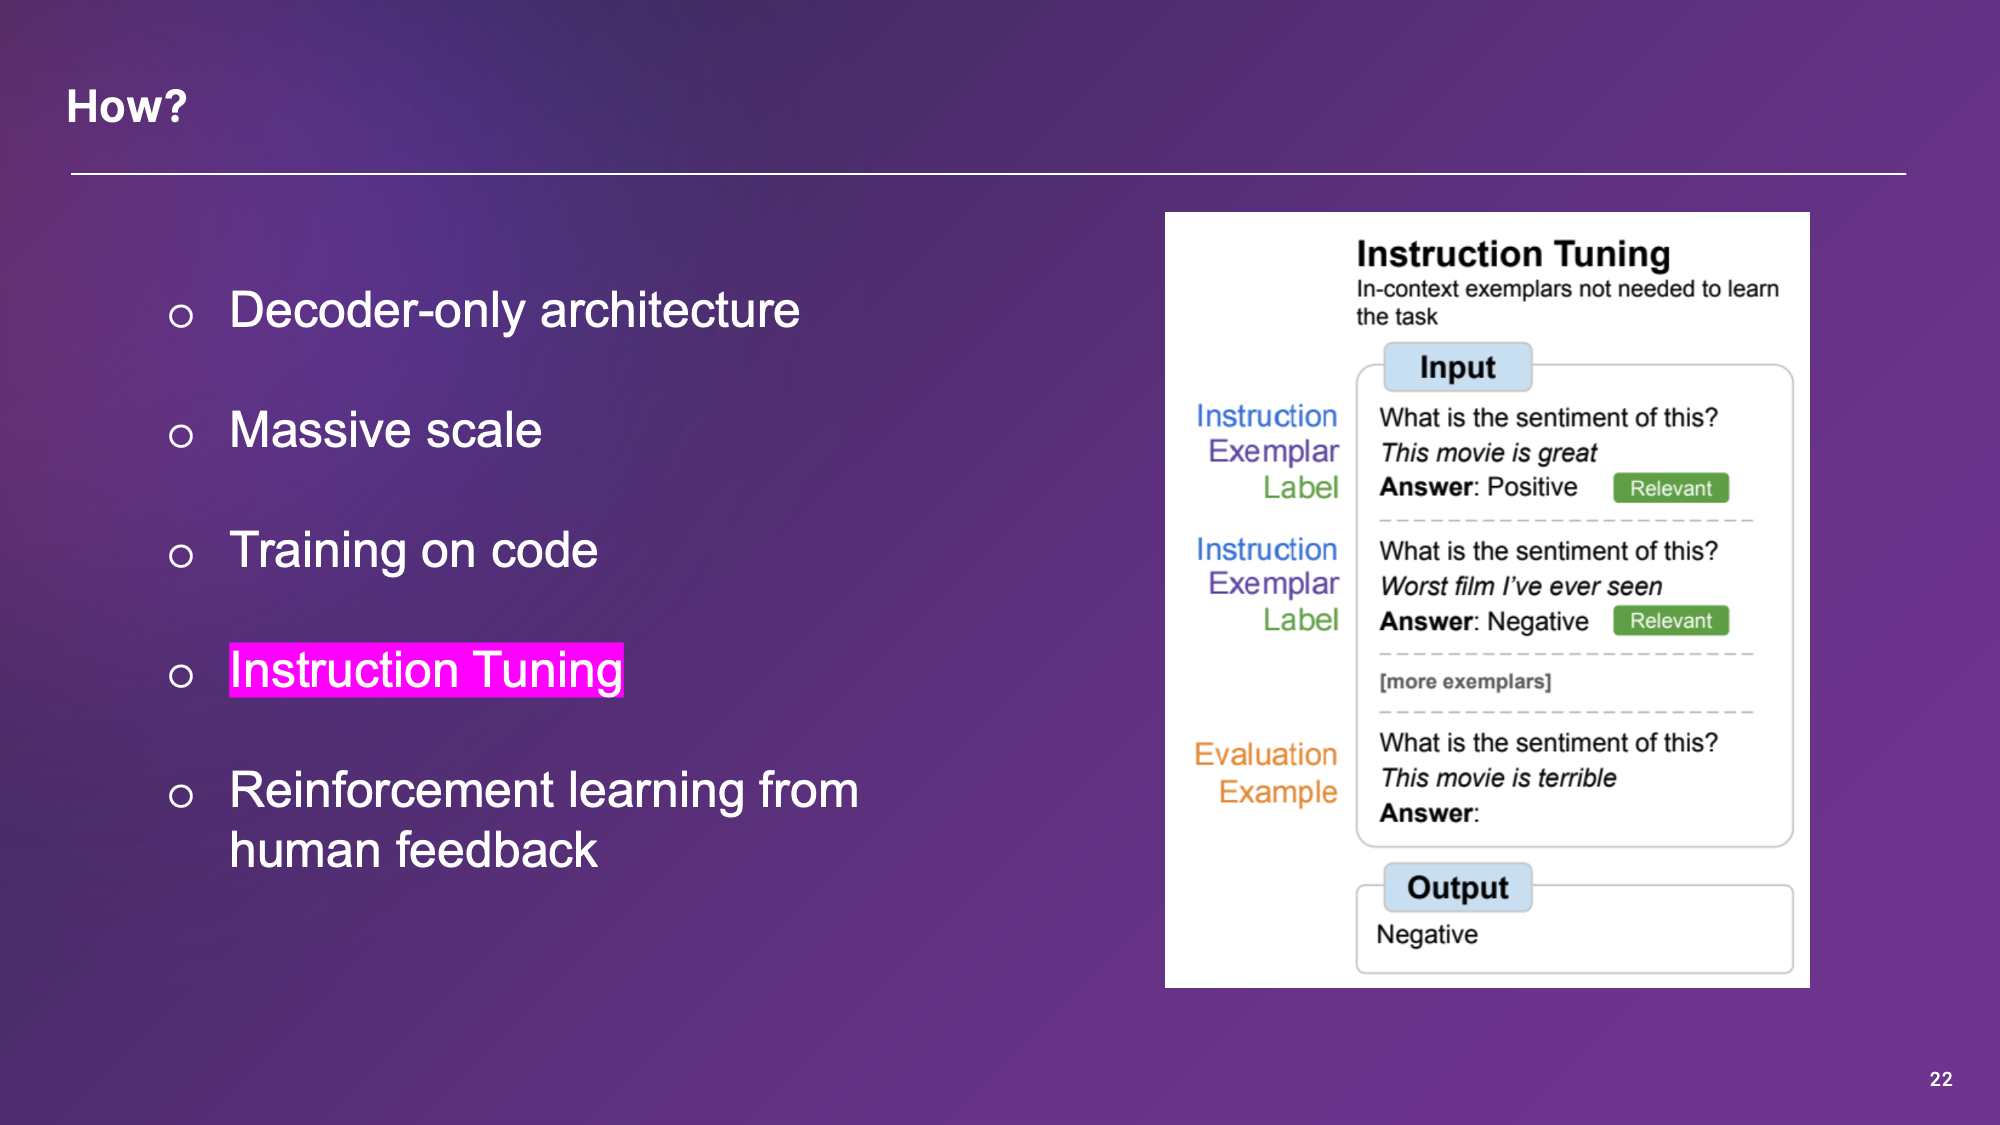 How?
Decoder-only architecture
Massive scale
Training on code
Instruction Tuning
Reinforcement learning from
human feedback
Instruction Tuning
In-context exemplars not needed to learn
the task
Input
Instruction What is the sentiment of this?
Exemplar This movie is great
Label Answer: Positive Relevant
Instruction What is the sentiment of this?
Exemplar Worst film I've ever seen
Label Answer: Negative Relevant
[more exemplars]
Evaluation What is the sentiment of this?
Example This movie is terrible
Answer:
Output
Negative
22